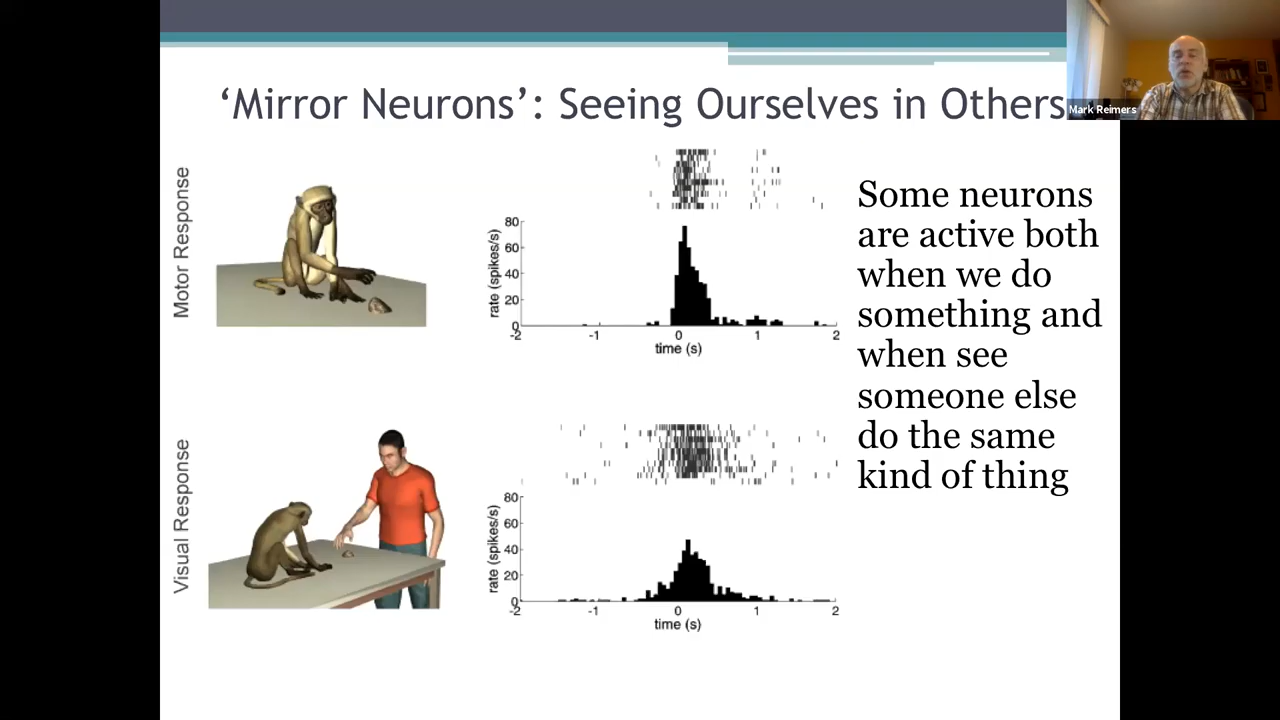 ‘Mirror Neurons’: Seeing Ourselves in Others
Mark Reimers
Motor Response
80
60
40
20
0
rate (spikes/s)
-2
-1
0
1
2
time (s)
Some neurons
are active both
when we do
something and
when see
someone else
do the same
kind of thing
Visual Response
80
60
40
20
0
rate (spikes/s)
-2
-1
0
1
2
time (s)